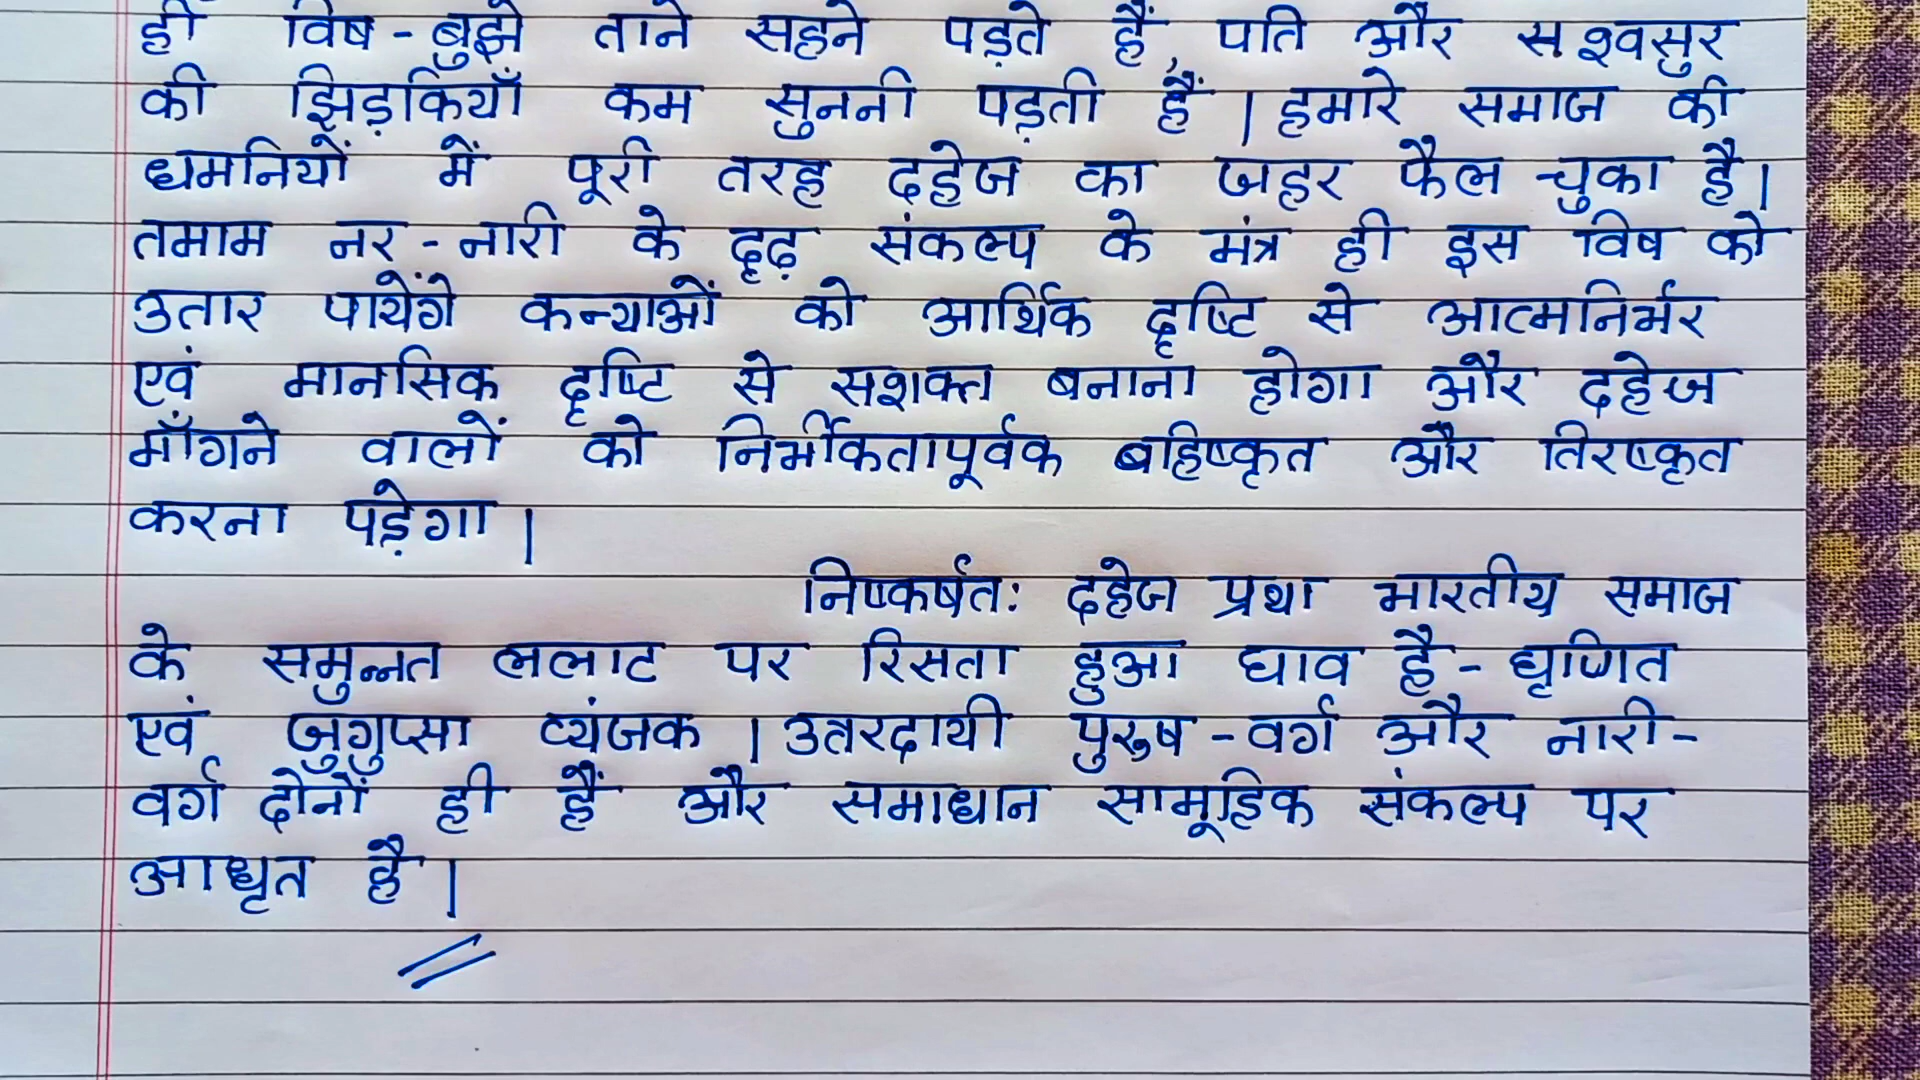 ही विष-बुझे ताने सहने पड़ते हैं, पति और स श्वसुर
की झिड़कियाँ कम सुननी पड़ती हैं। हमारे समाज की
धमनियों में पूरी तरह दहेज का जहर फैल चुका है।
तमाम नर-नारी के दृढ़ संकल्प के मंत्र ही इस विष को
उतार पायेंगे कन्याओं को आर्थिक दृष्टि से आत्मनिर्भर
एवं मानसिक दृष्टि से सशक्त बनाना होगा और दहेज
माँगने वालों को निर्भीकतापूर्वक बहिष्कृत और तिरष्कृत
करना पड़ेगा।
निष्कर्षतः दहेज प्रथा भारतीय समाज
के समुन्नत ललाट पर रिसता हुआ घाव है- घृणित
एवं जुगुप्सा व्यंजक। उतरदायी पुरुष-वर्ग और नारी-
वर्ग दोनों ही हैं और समाधान सामूहिक संकल्प पर
आधृत है।